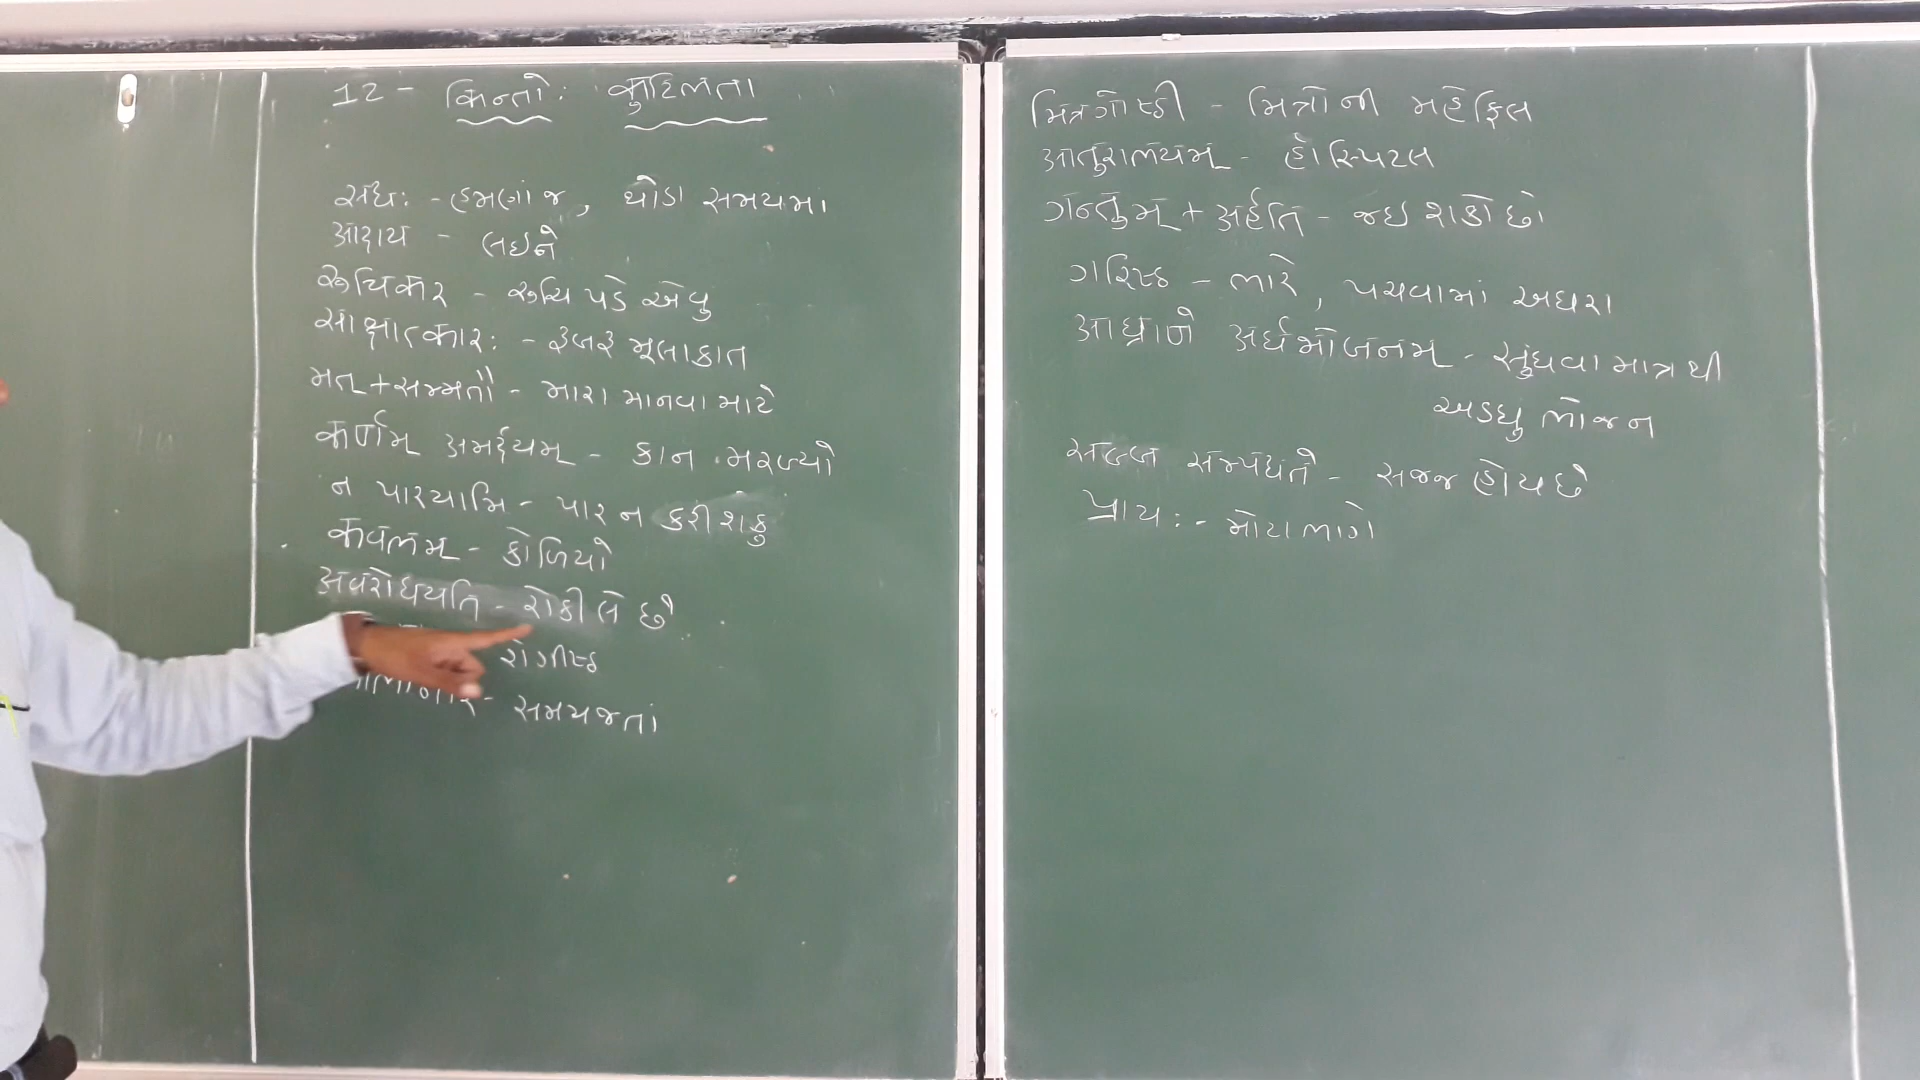 12 - किन्तोः कुटिलता
सद्यः - હમણાં જ, થોડા સમયમાં
आदाय - લઇને
रुचिकर - રુચિ પડે એવુ
साक्षात्कारः - રૂબરૂ મૂલાકાત
मत् + सम्मतौ - મારા માનવા માટે
कर्णम् अमर्द्दयम् - કાન મરડ્યો
न पारयामि - પાર ન કરી શકુ
कवलम् - કોળિયો
अवरोधयति - રોકી લે છે
રોગીષ્ઠ
સમય જતાં
मित्रगोष्ठी - મિત્રોની મહેફિલ
आतुरालयम् - હોસ્પિટલ
गन्तुम् + अर्हति - જઇ શકો છો
गरिष्ठ - ભારે, પચવામાં અઘરા
आघ्राणे अर्धभोजनम् - સુંઘવા માત્રથી
અડધુ ભોજન
सज्ज सम्पद्यते - સજ્જ હોય છે
प्रायः - મોટા ભાગે